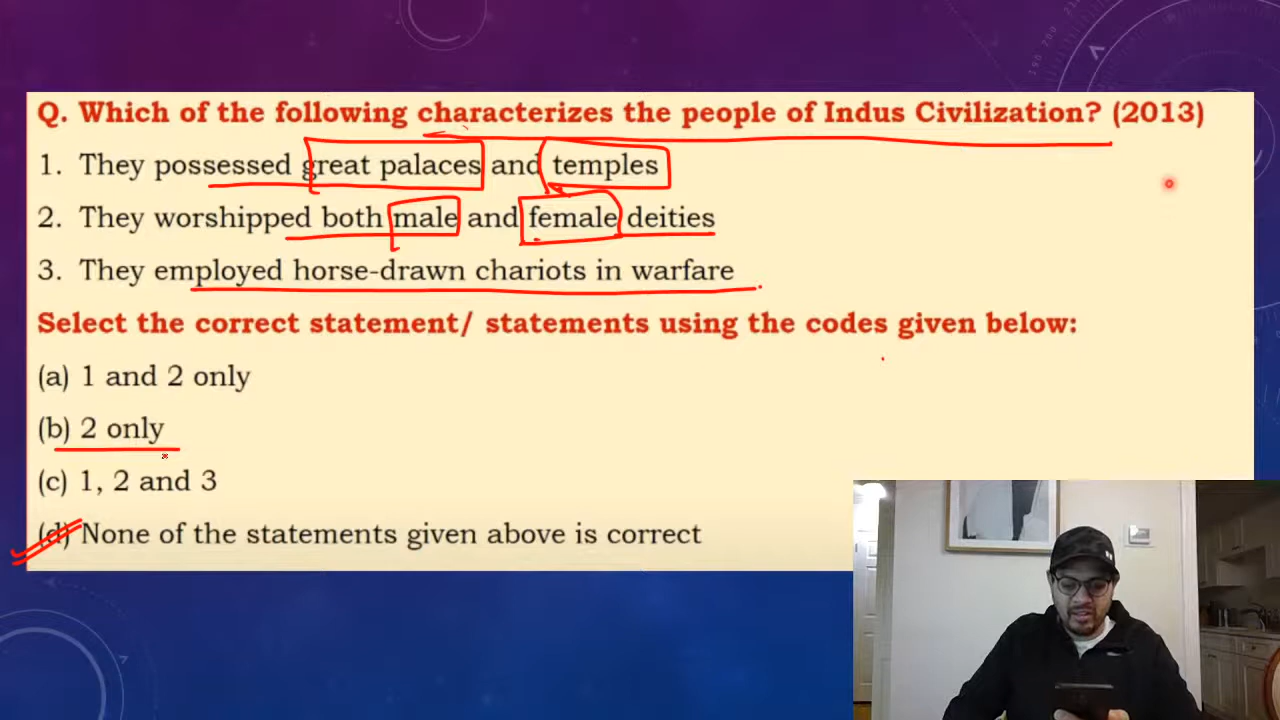 Q. Which of the following characterizes the people of Indus Civilization? (2013)
1. They possessed great palaces and temples
2. They worshipped both male and female deities
3. They employed horse-drawn chariots in warfare
Select the correct statement/ statements using the codes given below:
(a) 1 and 2 only
(b) 2 only
(c) 1, 2 and 3
(d) None of the statements given above is correct